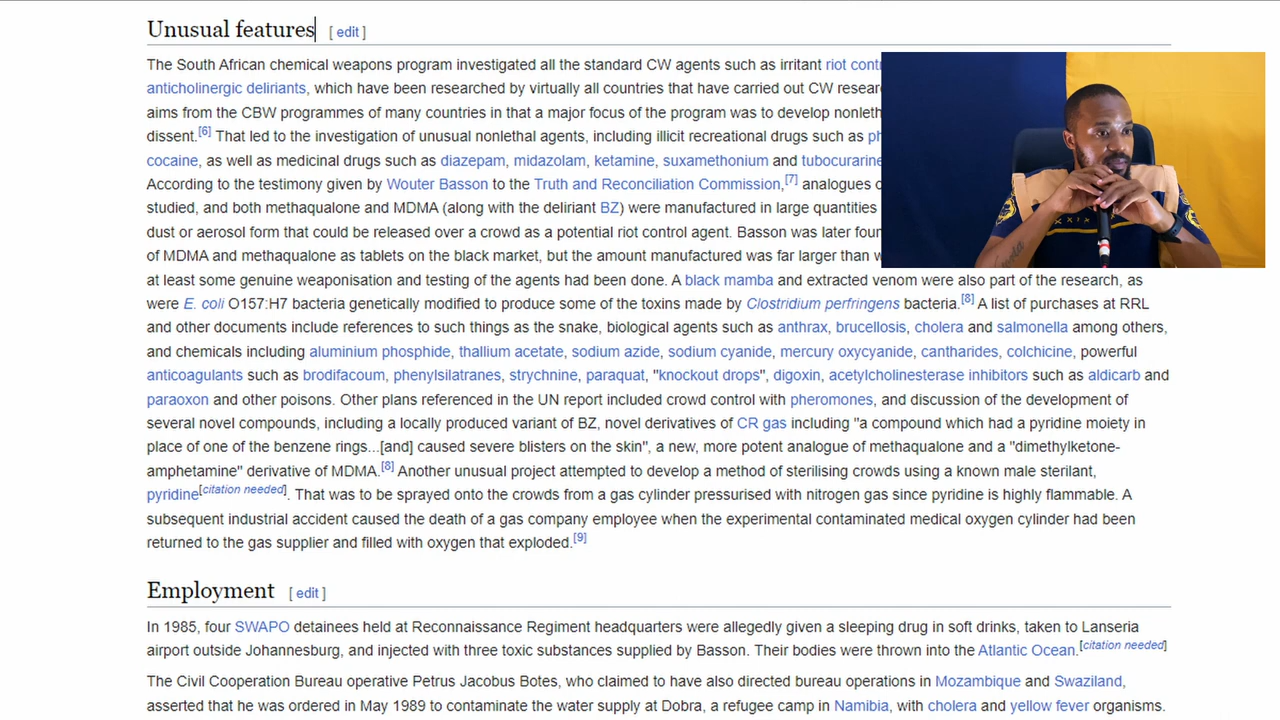 Unusual features [ edit ]
The South African chemical weapons program investigated all the standard CW agents such as irritant riot
anticholinergic deliriants, which have been researched by virtually all countries that have carried out CW
aims from the CBW programmes of many countries in that a major focus of the program was to develop
dissent.[6] That led to the investigation of unusual nonlethal agents, including illicit recreational drugs such as
cocaine, as well as medicinal drugs such as diazepam, midazolam, ketamine, suxamethonium and tubocurarine
According to the testimony given by Wouter Basson to the Truth and Reconciliation Commission,[7] analogues
studied, and both methaqualone and MDMA (along with the deliriant BZ) were manufactured in large quantities
dust or aerosol form that could be released over a crowd as a potential riot control agent. Basson was later
of MDMA and methaqualone as tablets on the black market, but the amount manufactured was far larger than
at least some genuine weaponisation and testing of the agents had been done. A black mamba and extracted venom were also part of the research, as
were E. coli O157:H7 bacteria genetically modified to produce some of the toxins made by Clostridium perfringens bacteria.[8] A list of purchases at RRL
and other documents include references to such things as the snake, biological agents such as anthrax, brucellosis, cholera and salmonella among others,
and chemicals including aluminium phosphide, thallium acetate, sodium azide, sodium cyanide, mercury oxycyanide, cantharides, colchicine, powerful
anticoagulants such as brodifacoum, phenylsilatranes, strychnine, paraquat, "knockout drops", digoxin, acetylcholinesterase inhibitors such as aldicarb and
paraoxon and other poisons. Other plans referenced in the UN report included crowd control with pheromones, and discussion of the development of
several novel compounds, including a locally produced variant of BZ, novel derivatives of CR gas including "a compound which had a pyridine moiety in
place of one of the benzene rings...[and] caused severe blisters on the skin", a new, more potent analogue of methaqualone and a "dimethylketone-
amphetamine" derivative of MDMA.[8] Another unusual project attempted to develop a method of sterilising crowds using a known male sterilant,
pyridine[citation needed]. That was to be sprayed onto the crowds from a gas cylinder pressurised with nitrogen gas since pyridine is highly flammable. A
subsequent industrial accident caused the death of a gas company employee when the experimental contaminated medical oxygen cylinder had been
returned to the gas supplier and filled with oxygen that exploded.[9]
Employment [ edit ]
In 1985, four SWAPO detainees held at Reconnaissance Regiment headquarters were allegedly given a sleeping drug in soft drinks, taken to Lanseria
airport outside Johannesburg, and injected with three toxic substances supplied by Basson. Their bodies were thrown into the Atlantic Ocean.[citation needed]
The Civil Cooperation Bureau operative Petrus Jacobus Botes, who claimed to have also directed bureau operations in Mozambique and Swaziland,
asserted that he was ordered in May 1989 to contaminate the water supply at Dobra, a refugee camp in Namibia, with cholera and yellow fever organisms.